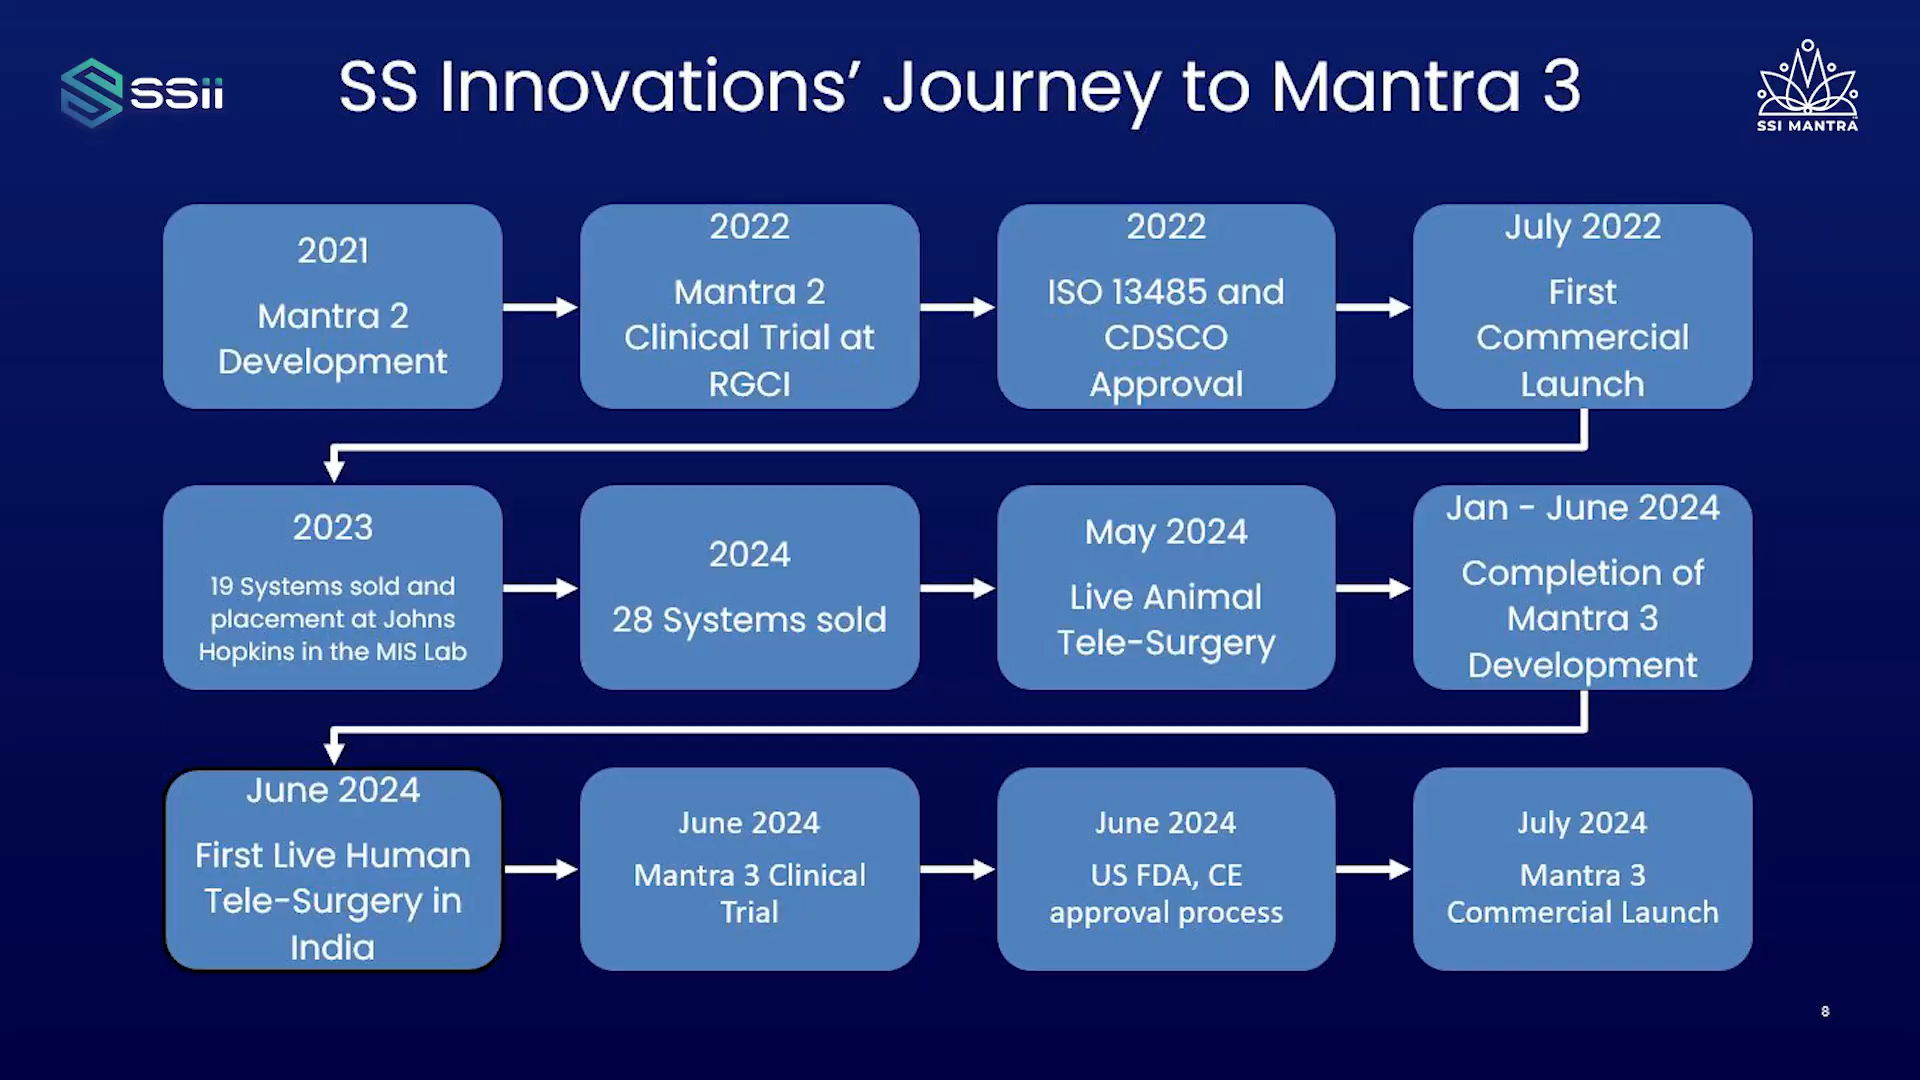 ssii
SS Innovations’ Journey to Mantra 3
SSI MANTRA
2021
Mantra 2
Development
2022
Mantra 2
Clinical Trial at
RGCI
2022
ISO 13485 and
CDSCO
Approval
July 2022
First
Commercial
Launch
2023
19 Systems sold and
placement at Johns
Hopkins in the MIS Lab
2024
28 Systems sold
May 2024
Live Animal
Tele-Surgery
Jan - June 2024
Completion of
Mantra 3
Development
June 2024
First Live Human
Tele-Surgery in
India
June 2024
Mantra 3 Clinical
Trial
June 2024
US FDA, CE
approval process
July 2024
Mantra 3
Commercial Launch
8